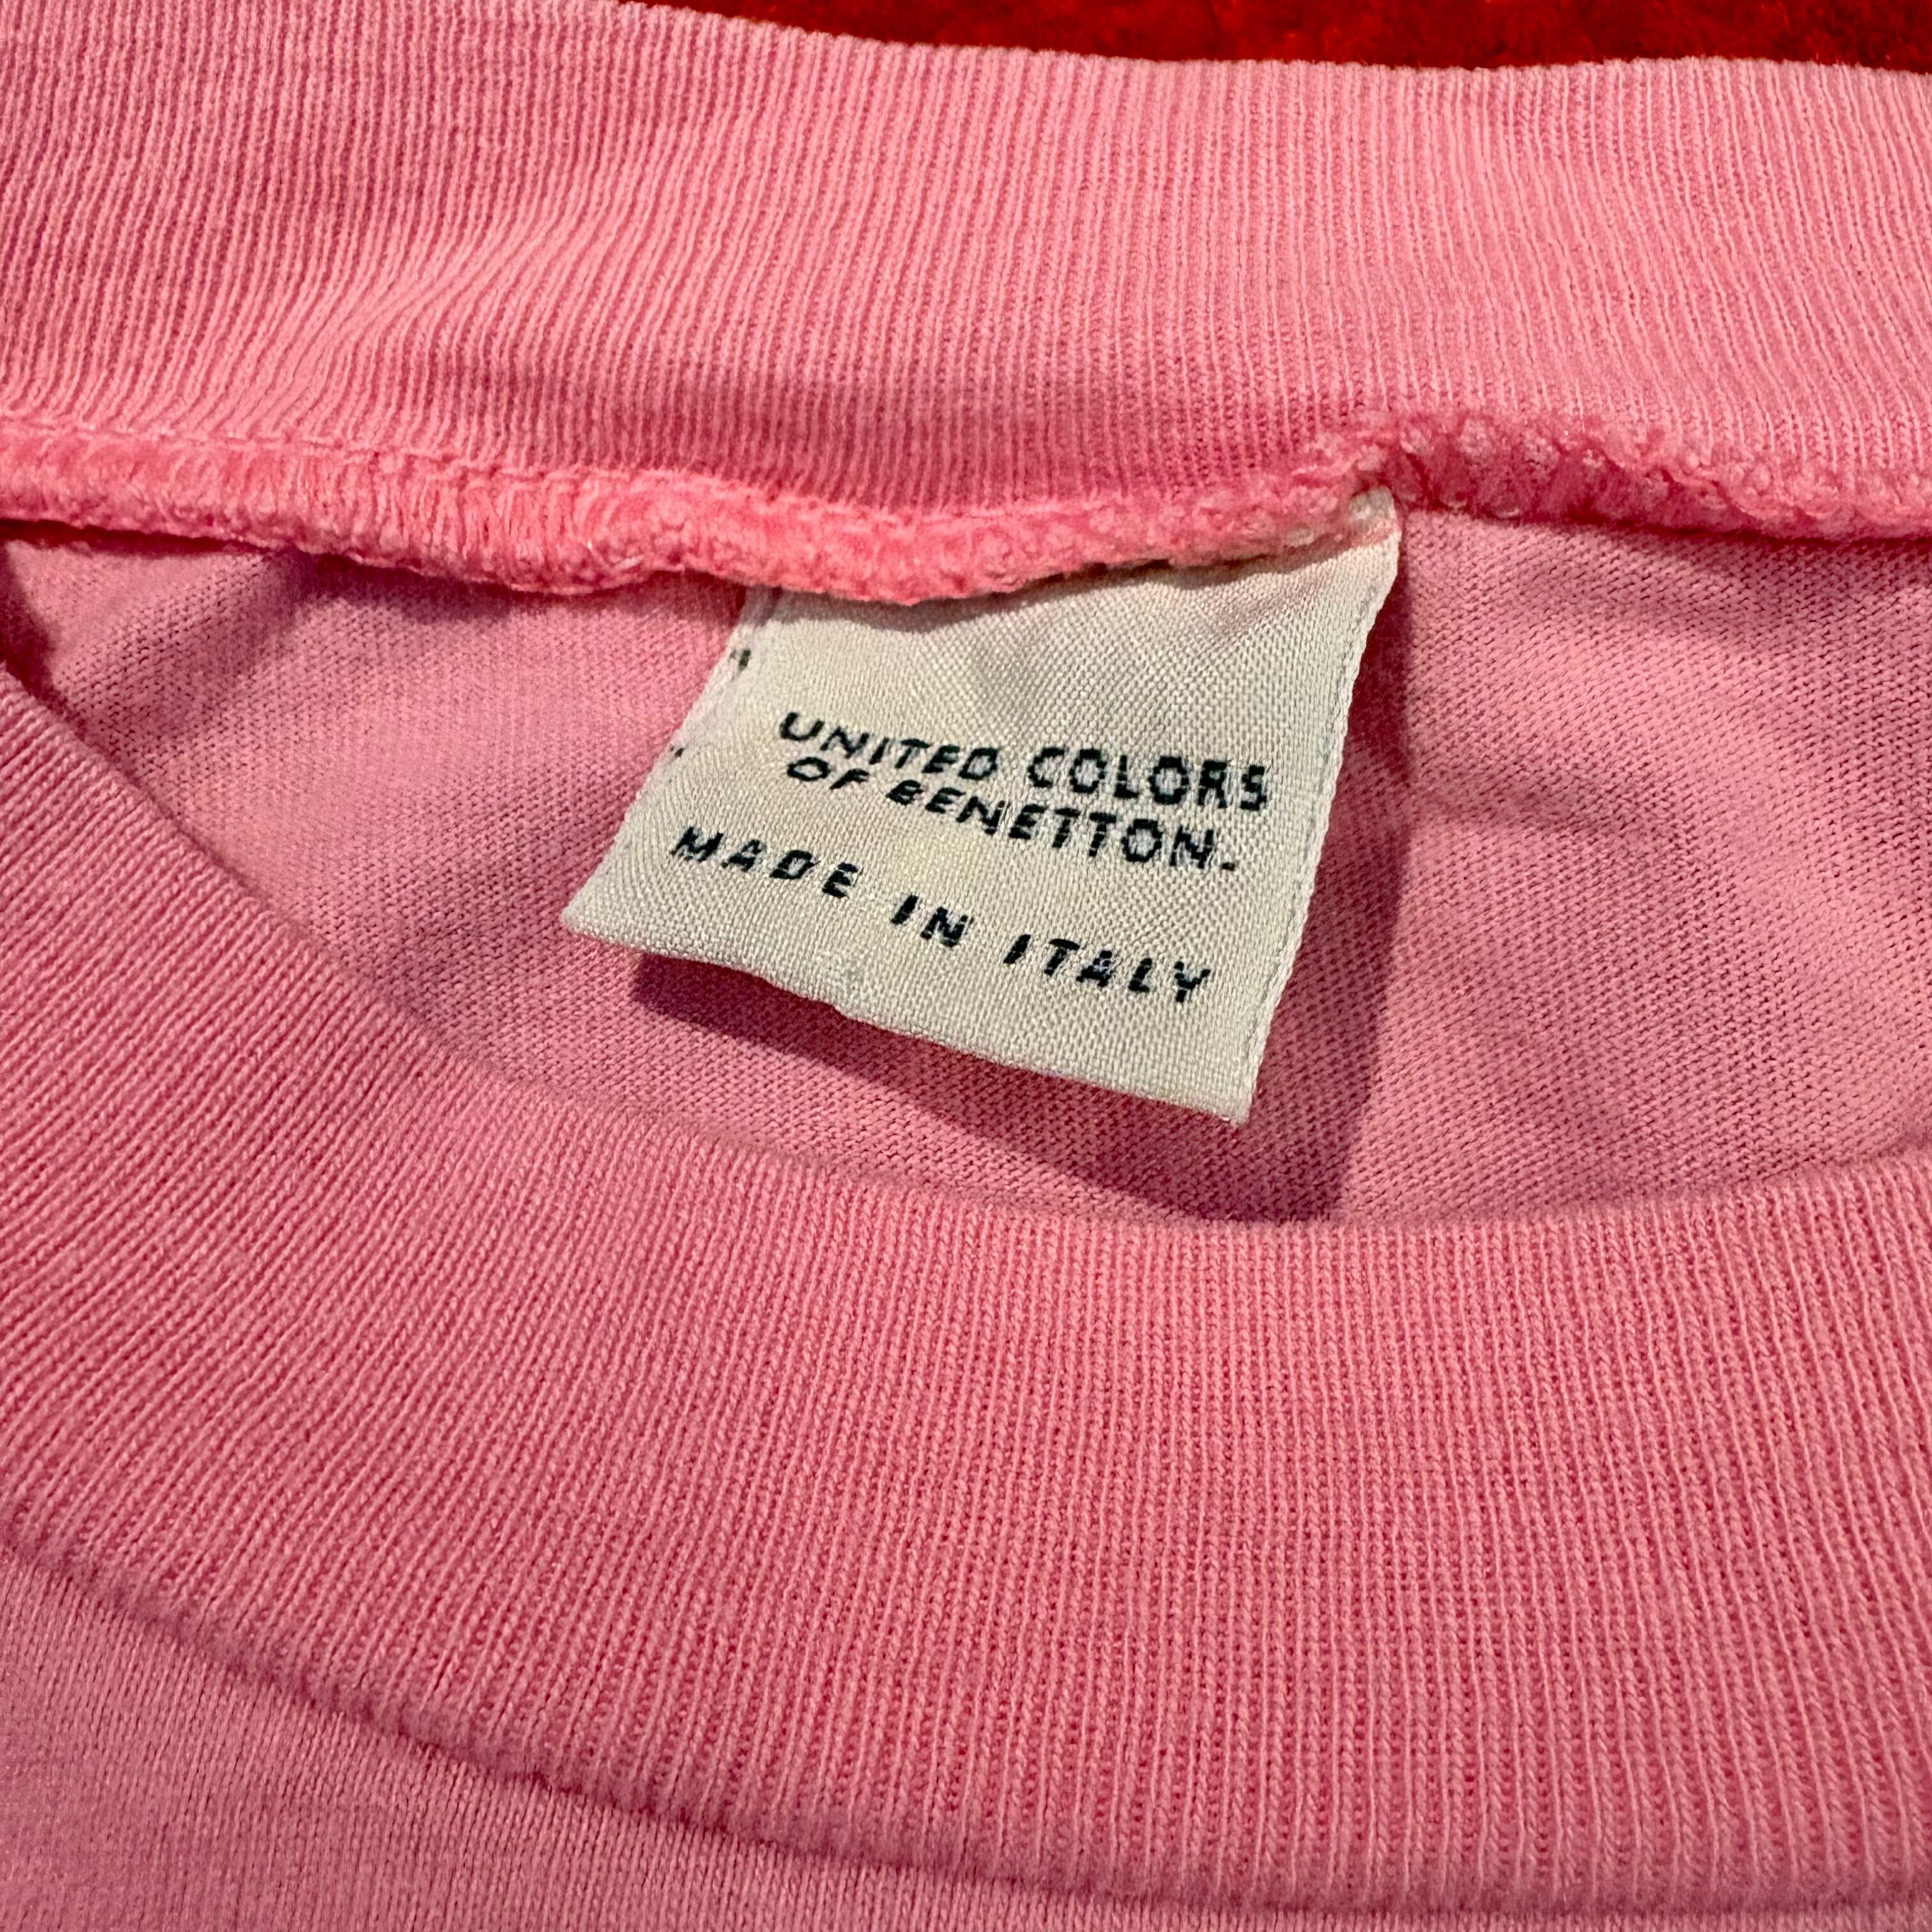 UNITED COLORS
OF BENETTON.
MADE IN ITALY